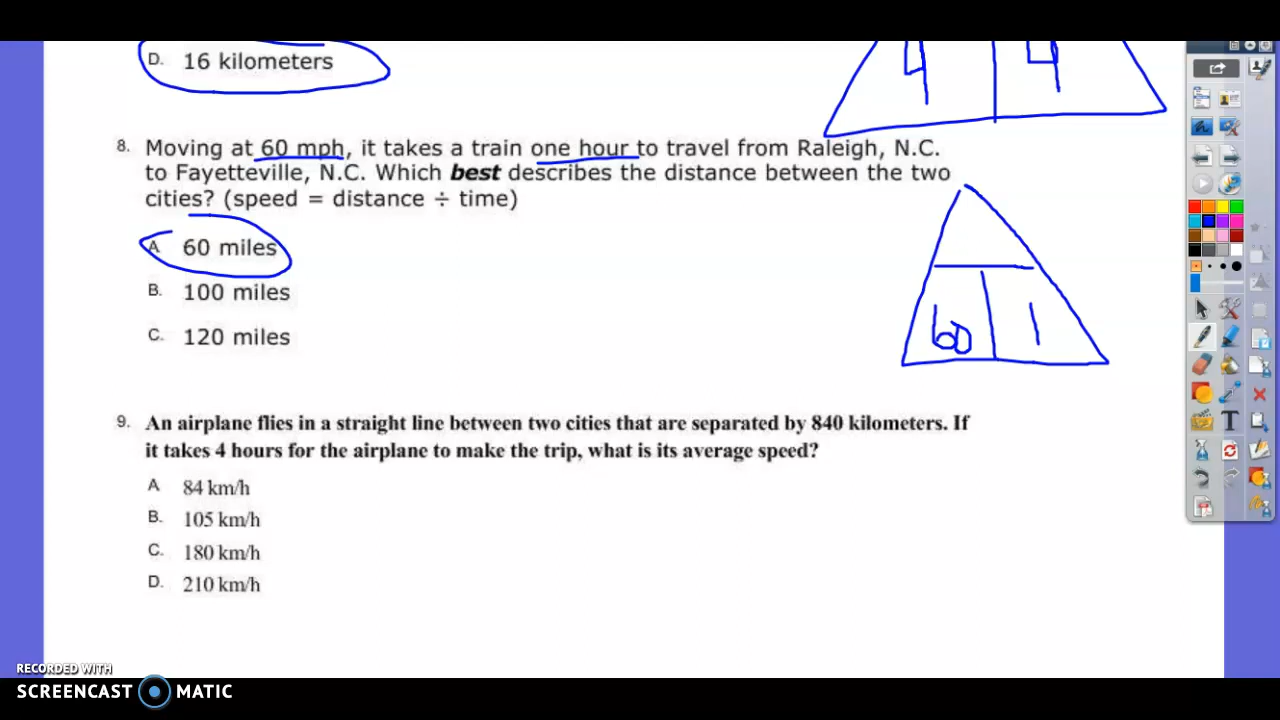 D. 16 kilometers
4 4
8. Moving at 60 mph, it takes a train one hour to travel from Raleigh, N.C.
to Fayetteville, N.C. Which best describes the distance between the two
cities? (speed = distance ÷ time)
A 60 miles
B. 100 miles
C. 120 miles
60 1
9. An airplane flies in a straight line between two cities that are separated by 840 kilometers. If
it takes 4 hours for the airplane to make the trip, what is its average speed?
A 84 km/h
B. 105 km/h
C. 180 km/h
D. 210 km/h
RECORDED WITH
SCREENCAST MATIC